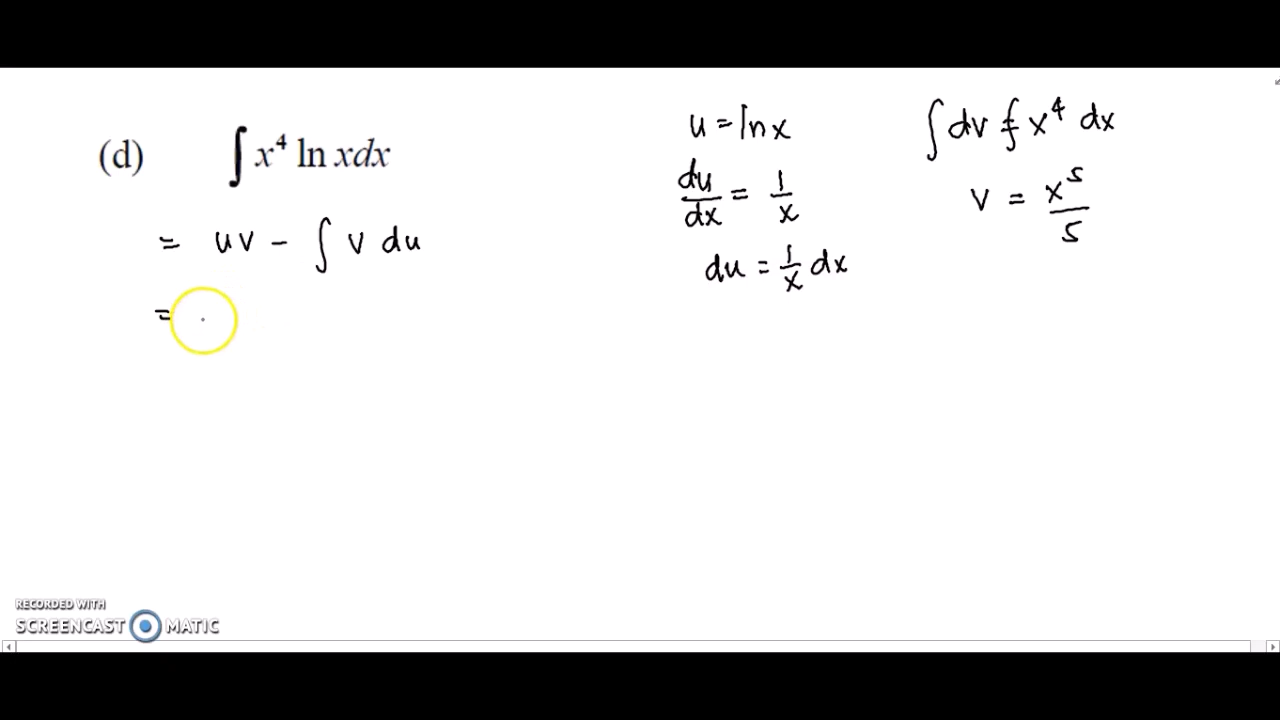 (d) ∫ x⁴ ln xdx
= uv - ∫ v du
=
u = ln x
du/dx = 1/x
du = 1/x dx
∫ dv = ∫ x⁴ dx
v = x⁵/5
RECORDED WITH
SCREENCAST MATIC